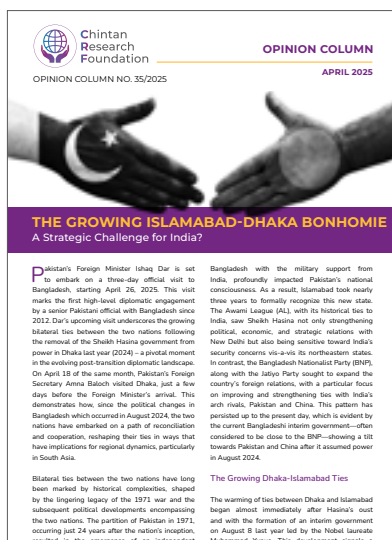 Chintan
Research
Foundation
OPINION COLUMN
OPINION COLUMN NO. 35/2025
APRIL 2025
THE GROWING ISLAMABAD-DHAKA BONHOMIE
A Strategic Challenge for India?
Pakistan's Foreign Minister Ishaq Dar is set
to embark on a three-day official visit to
Bangladesh, starting April 26, 2025. This visit
marks the first high-level diplomatic engagement
by a senior Pakistani official with Bangladesh since
2012. Dar's upcoming visit underscores the growing
bilateral ties between the two nations following
the removal of the Sheikh Hasina government from
power in Dhaka last year (2024) – a pivotal moment
in the evolving post-transition diplomatic landscape.
On April 18 of the same month, Pakistan's Foreign
Secretary Amna Baloch visited Dhaka, just a few
days before the Foreign Minister's arrival. This
demonstrates how, since the political changes in
Bangladesh which occurred in August 2024, the two
nations have embarked on a path of reconciliation
and cooperation, reshaping their ties in ways that
have implications for regional dynamics, particularly
in South Asia.
Bilateral ties between the two nations have long
been marked by historical complexities, shaped
by the lingering legacy of the 1971 war and the
subsequent political developments encompassing
the two nations. The partition of Pakistan in 1971,
occurring just 24 years after the nation's inception,
resulted in the emergence of an independent
Bangladesh with the military support from
India, profoundly impacted Pakistan's national
consciousness. As a result, Islamabad took nearly
three years to formally recognise this new state.
The Awami League (AL), with its historical ties to
India, saw Sheikh Hasina not only strengthening
political, economic, and strategic relations with
New Delhi but also being sensitive toward India's
security concerns vis-a-vis its northeastern states.
In contrast, the Bangladesh Nationalist Party (BNP),
along with the Jatiyo Party sought to expand the
country's foreign relations, with a particular focus
on improving and strengthening ties with India's
arch rivals, Pakistan and China. This pattern has
persisted up to the present day, which is evident by
the current Bangladeshi interim government—often
considered to be close to the BNP—showing a tilt
towards Pakistan and China after it assumed power
in August 2024.
The Growing Dhaka-Islamabad Ties
The warming of ties between Dhaka and Islamabad
began almost immediately after Hasina's oust
and with the formation of an interim government
on August 8 last year led by the Nobel laureate